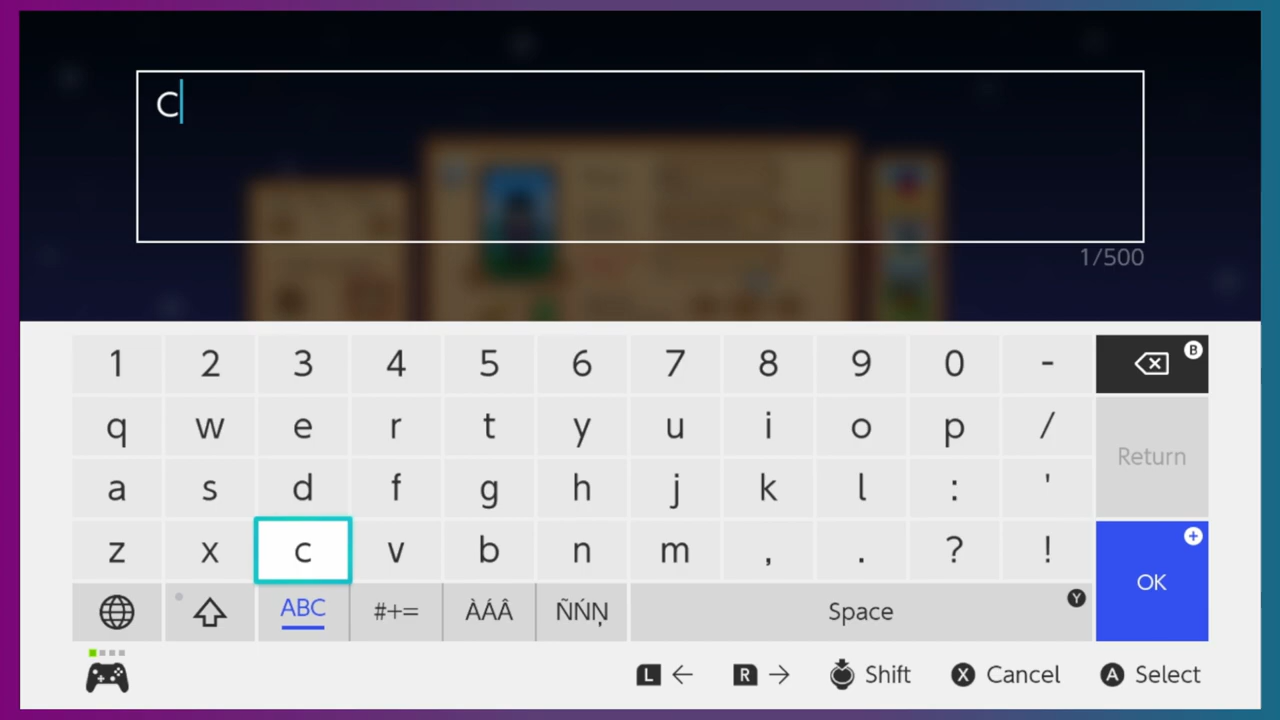 C
1/500
1 2 3 4 5 6 7 8 9 0 - B
q w e r t y u i o p / Return
a s d f g h j k l : '
z x c v b n m , . ? ! + OK
ABC #+= ÀÁÂ ÑŃŅ Space Y
L ← R → Shift X Cancel A Select